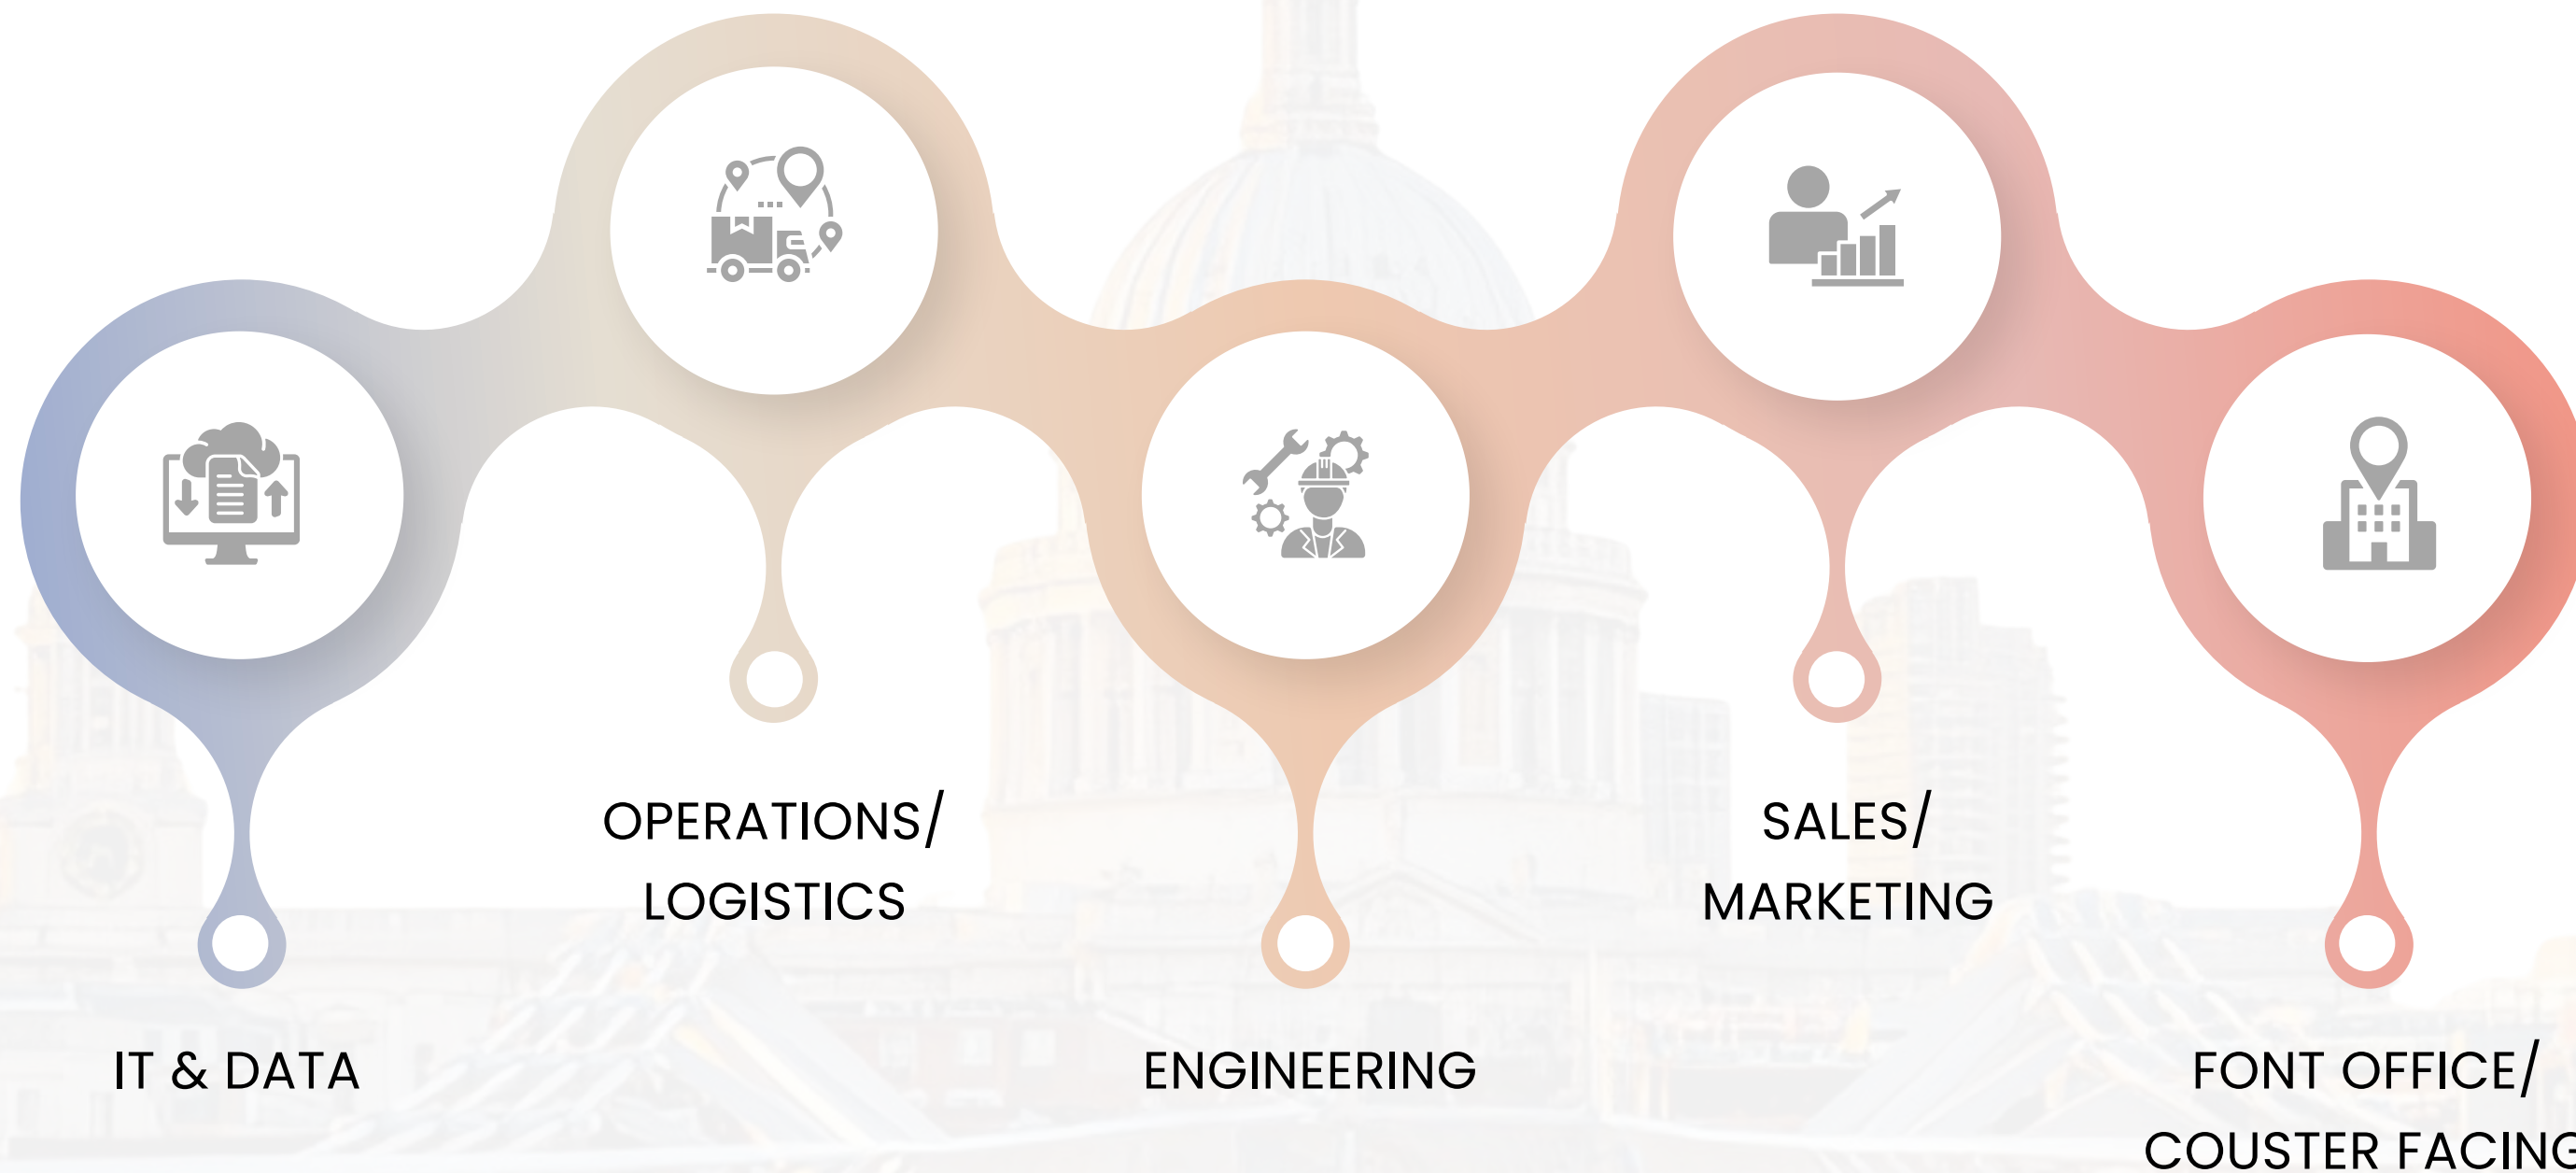 IT & DATA
OPERATIONS/
LOGISTICS
ENGINEERING
SALES/
MARKETING
FONT OFFICE/
COUSTER FACING